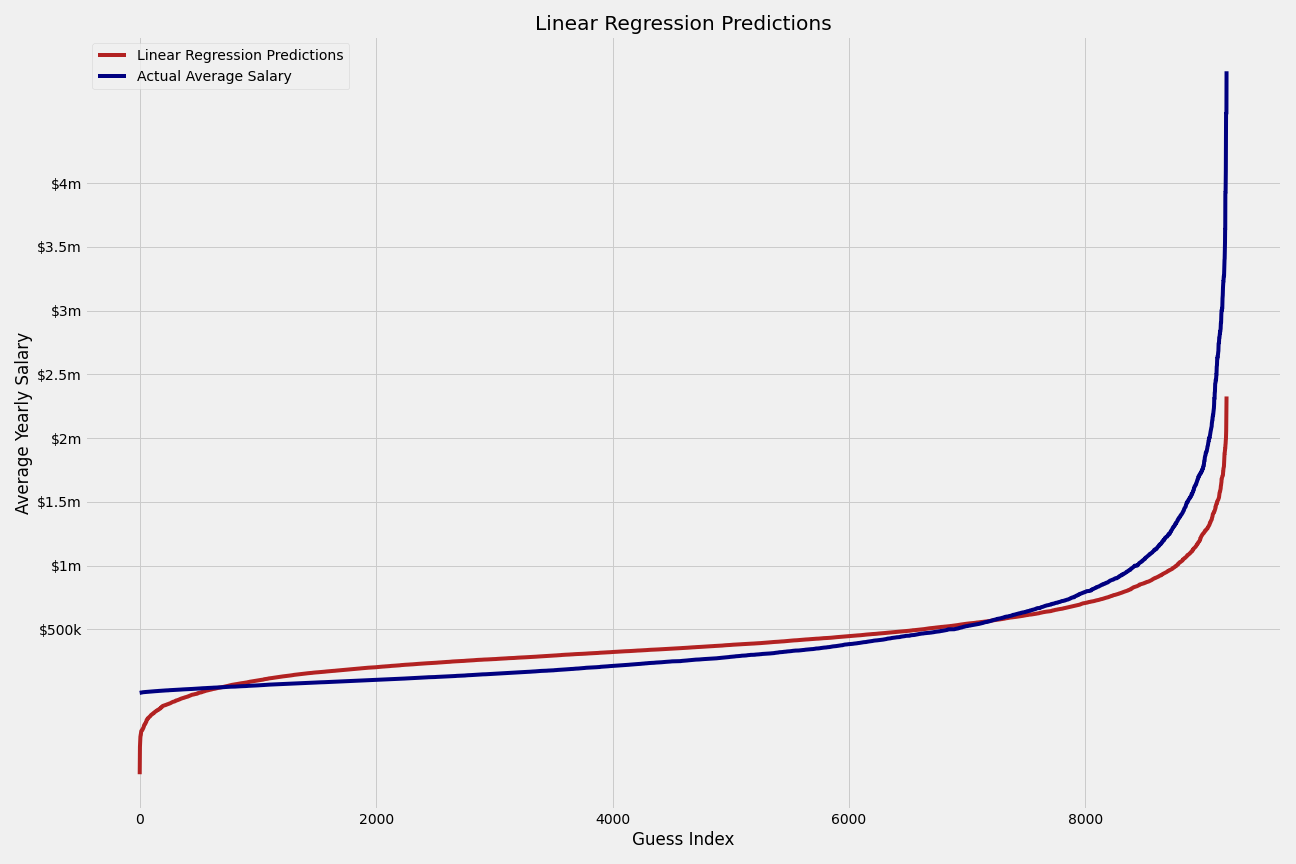 Linear Regression Predictions
Linear Regression Predictions
Actual Average Salary
$4m
$3.5m
$3m
$2.5m
$2m
$1.5m
$1m
$500k
Average Yearly Salary
0 2000 4000 6000 8000
Guess Index